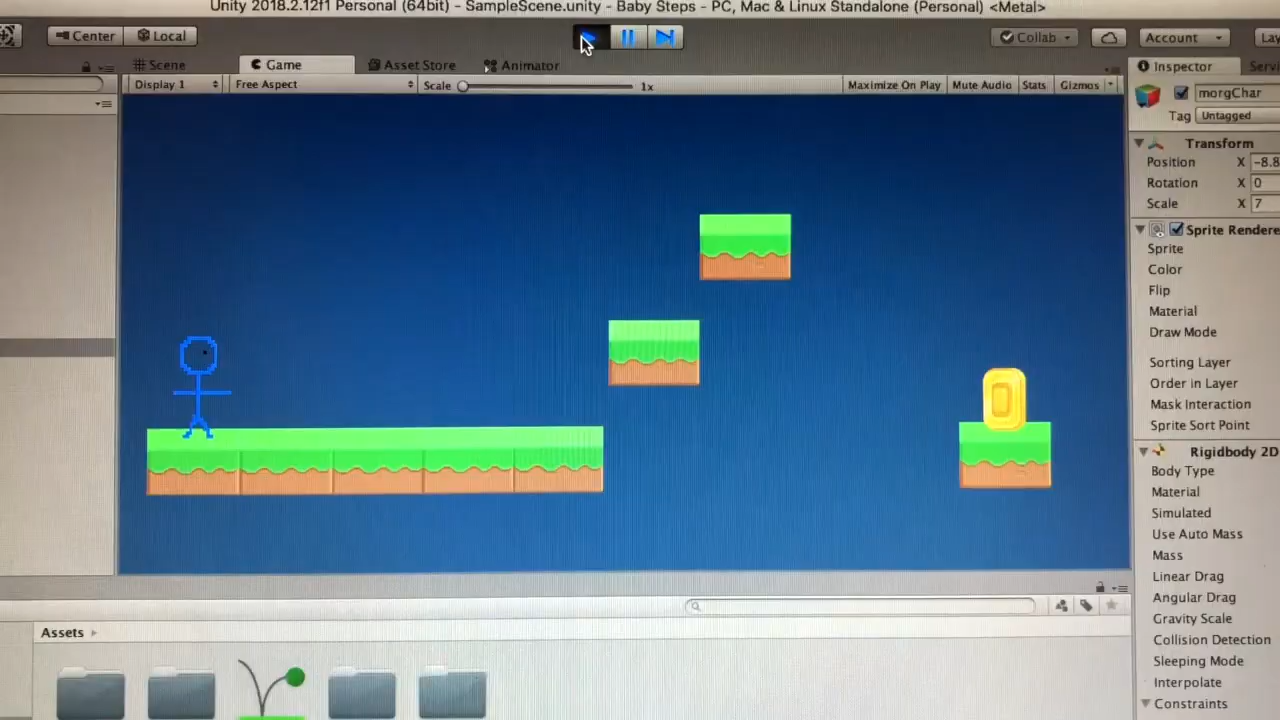 Unity 2018.2.12f1 Personal (64bit) - SampleScene.unity - Baby Steps - PC, Mac & Linux Standalone (Personal) <Metal>
Center Local Collab Account
Scene Game Asset Store Animator Inspector
Display 1 Free Aspect Scale 1x Maximize On Play Mute Audio Stats Gizmos
morgChar
Tag Untagged
Transform
Position X -8.8
Rotation X 0
Scale X 7
Sprite Rendere
Sprite
Color
Flip
Material
Draw Mode
Sorting Layer
Order in Layer
Mask Interaction
Sprite Sort Point
Rigidbody 2D
Body Type
Material
Simulated
Use Auto Mass
Mass
Linear Drag
Angular Drag
Gravity Scale
Collision Detection
Sleeping Mode
Interpolate
Constraints
Assets